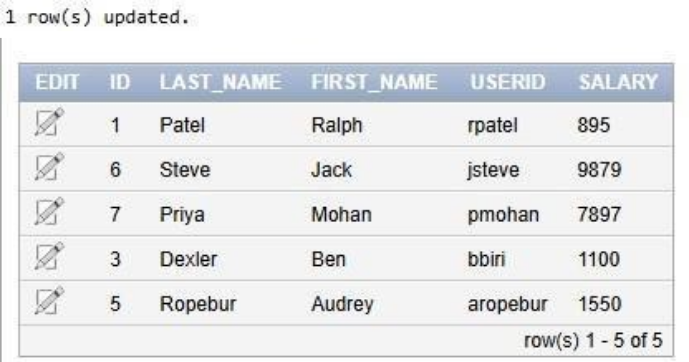 1 row(s) updated.
EDIT ID LAST_NAME FIRST_NAME USERID SALARY
1 Patel Ralph rpatel 895
6 Steve Jack jsteve 9879
7 Priya Mohan pmohan 7897
3 Dexler Ben bbiri 1100
5 Ropebur Audrey aropebur 1550
row(s) 1 - 5 of 5